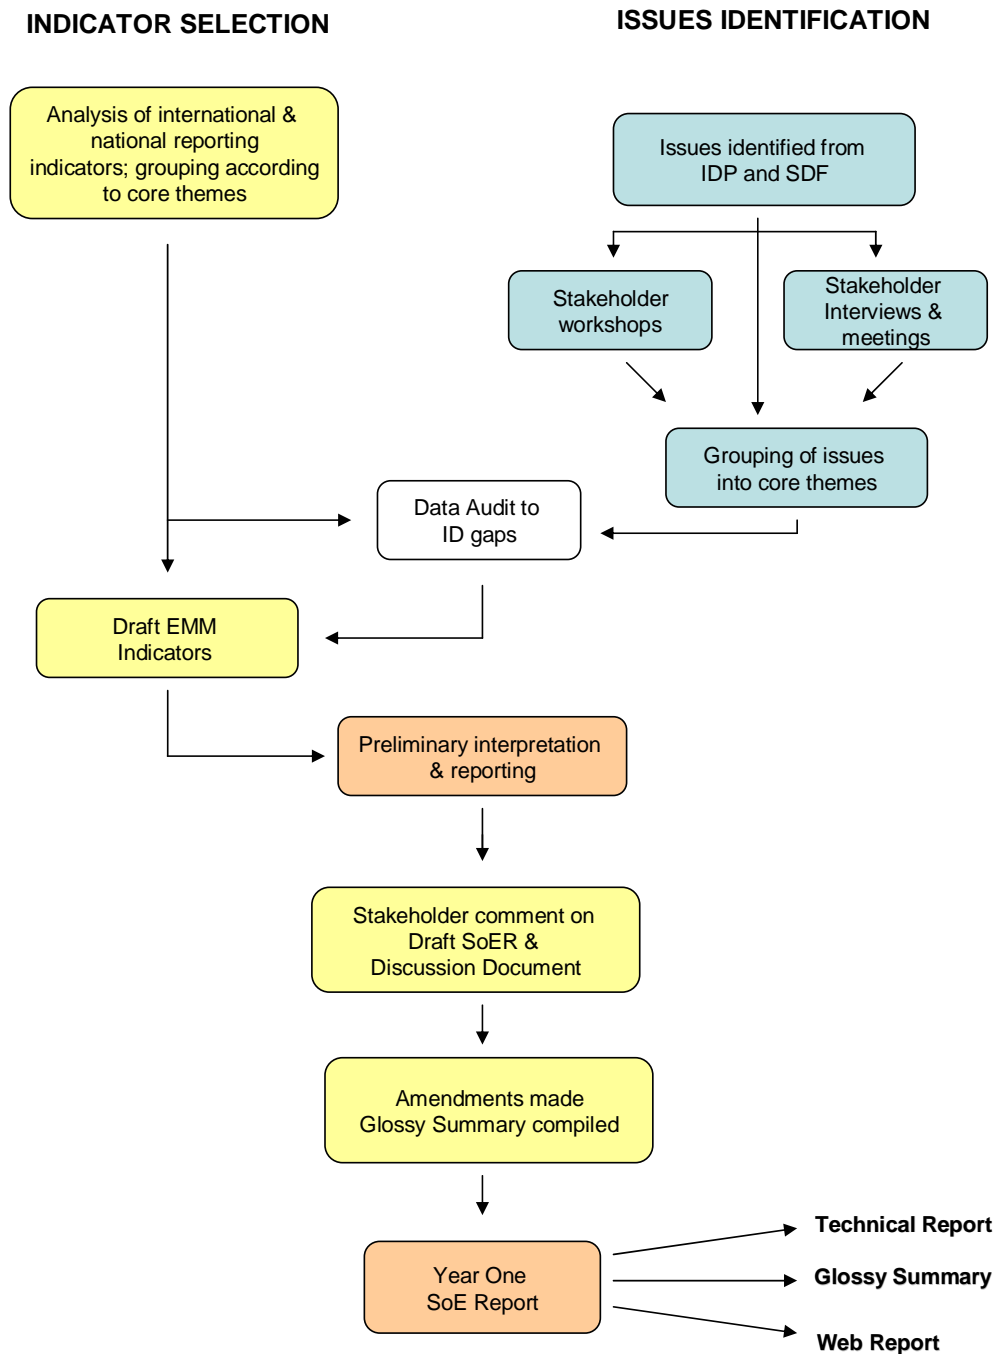 INDICATOR SELECTION
ISSUES IDENTIFICATION
Analysis of international &
national reporting
indicators; grouping according
to core themes
Issues identified from
IDP and SDF
Stakeholder
workshops
Stakeholder
Interviews &
meetings
Grouping of issues
into core themes
Data Audit to
ID gaps
Draft EMM
Indicators
Preliminary interpretation
& reporting
Stakeholder comment on
Draft SoER &
Discussion Document
Amendments made
Glossy Summary compiled
Year One
SoE Report
Technical Report
Glossy Summary
Web Report